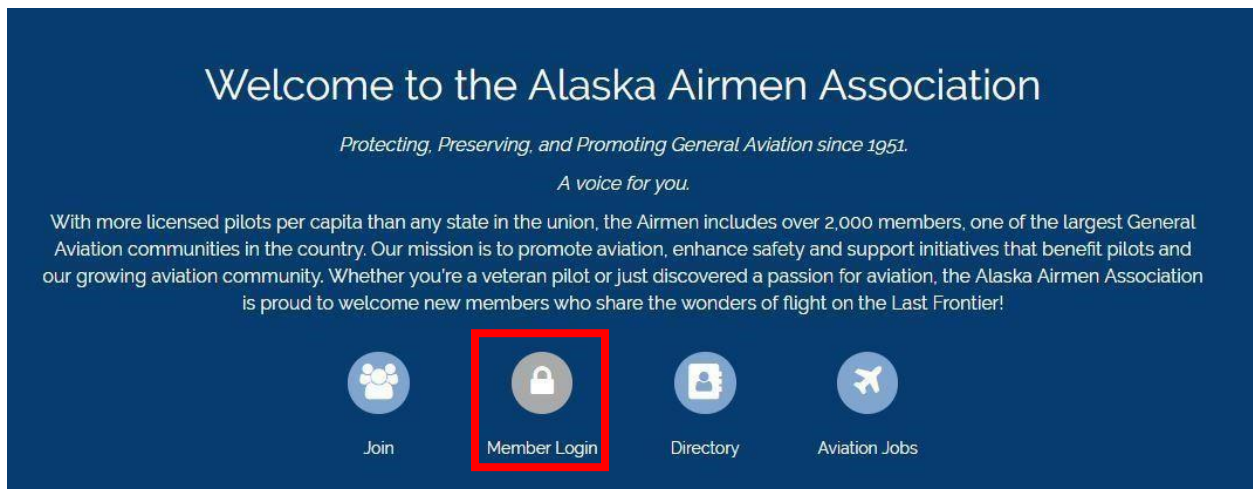 Welcome to the Alaska Airmen Association
Protecting, Preserving, and Promoting General Aviation since 1951.
A voice for you.
With more licensed pilots per capita than any state in the union, the Airmen includes over 2,000 members, one of the largest General
Aviation communities in the country. Our mission is to promote aviation, enhance safety and support initiatives that benefit pilots and
our growing aviation community. Whether you're a veteran pilot or just discovered a passion for aviation, the Alaska Airmen Association
is proud to welcome new members who share the wonders of flight on the Last Frontier!
Join
Member Login
Directory
Aviation Jobs